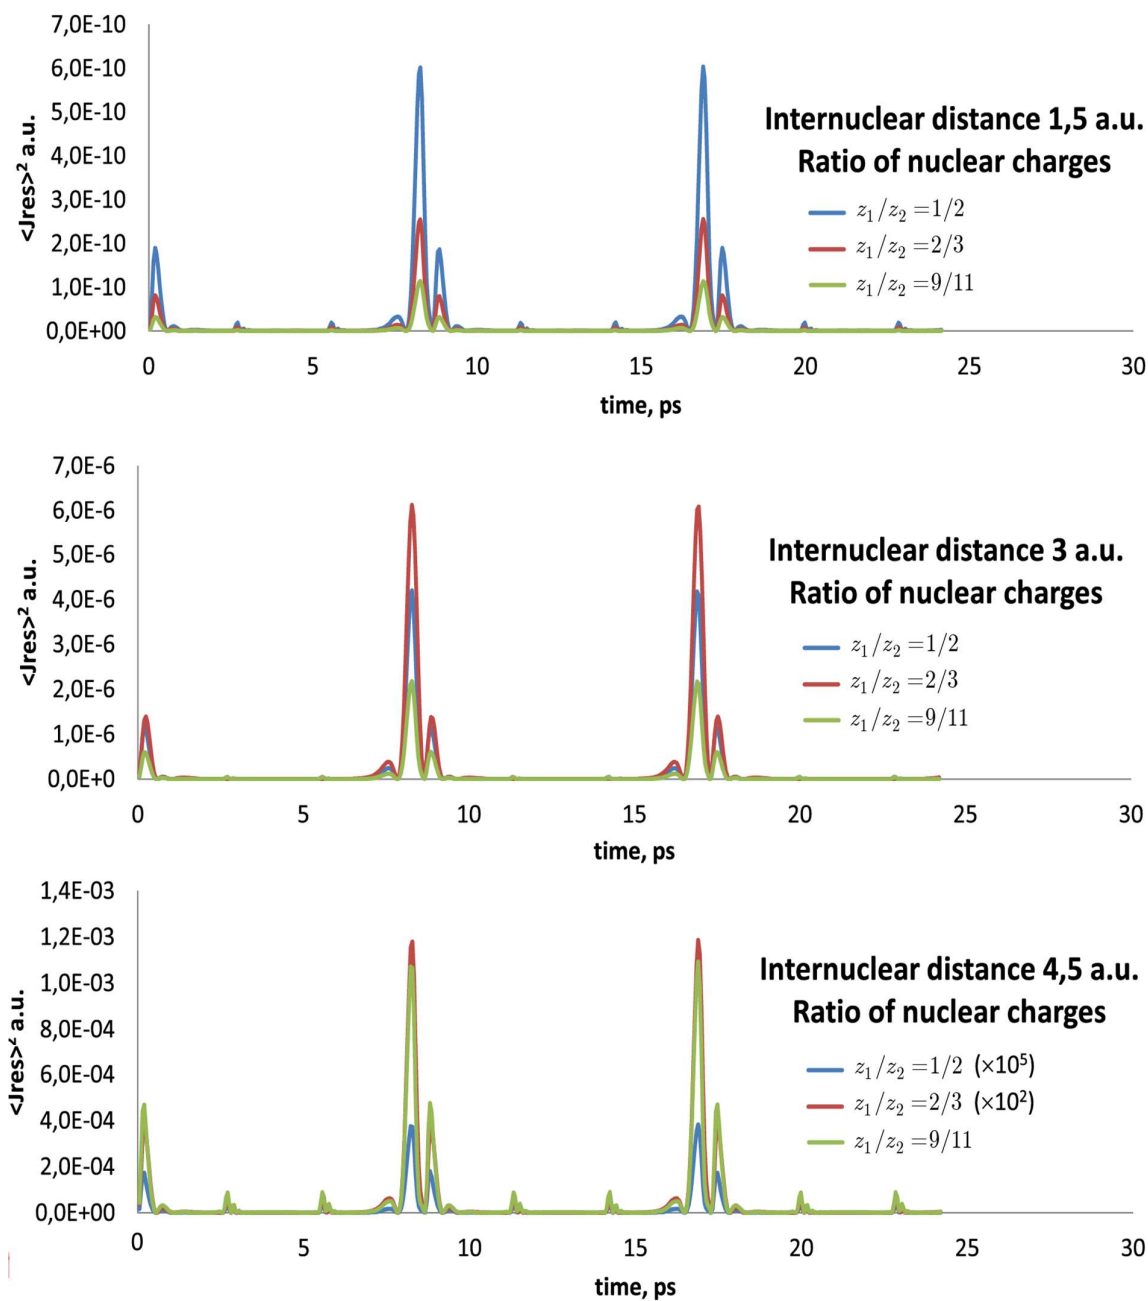 7,0E-10
6,0E-10
5,0E-10
4,0E-10
3,0E-10
2,0E-10
1,0E-10
0,0E+00
<Jres>² a.u.
0 5 10 15 20 25 30
time, ps
Internuclear distance 1,5 a.u.
Ratio of nuclear charges
z₁/z₂ =1/2
z₁/z₂ =2/3
z₁/z₂ =9/11
7,0E-6
6,0E-6
5,0E-6
4,0E-6
3,0E-6
2,0E-6
1,0E-6
0,0E+0
<Jres>² a.u.
0 5 10 15 20 25 30
time, ps
Internuclear distance 3 a.u.
Ratio of nuclear charges
z₁/z₂ =1/2
z₁/z₂ =2/3
z₁/z₂ =9/11
1,4E-03
1,2E-03
1,0E-03
8,0E-04
6,0E-04
4,0E-04
2,0E-04
0,0E+00
<Jres>² a.u.
0 5 10 15 20 25 30
time, ps
Internuclear distance 4,5 a.u.
Ratio of nuclear charges
z₁/z₂ =1/2 (×10⁵)
z₁/z₂ =2/3 (×10²)
z₁/z₂ =9/11